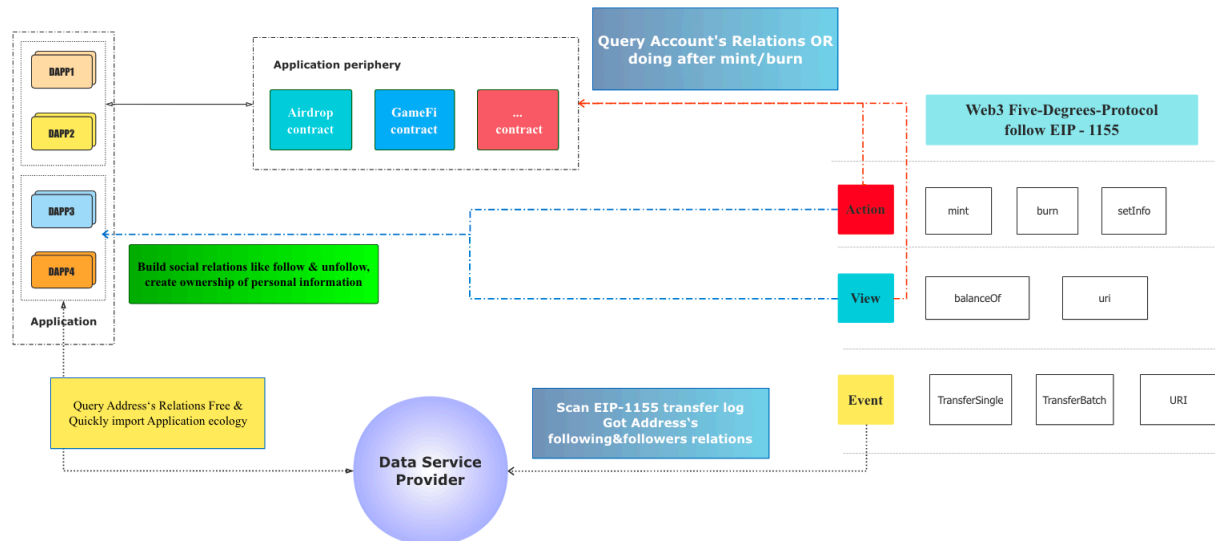 DAPP1
DAPP2
DAPP3
DAPP4
Application
Application periphery
Airdrop
contract
GameFi
contract
...
contract
Query Account's Relations OR
doing after mint/burn
Web3 Five-Degrees-Protocol
follow EIP - 1155
Action
mint
burn
setInfo
Build social relations like follow & unfollow,
create ownership of personal information
View
balanceOf
uri
Query Address‘s Relations Free &
Quickly import Application ecology
Scan EIP-1155 transfer log
Got Address‘s
following&followers relations
Event
TransferSingle
TransferBatch
URI
Data Service
Provider